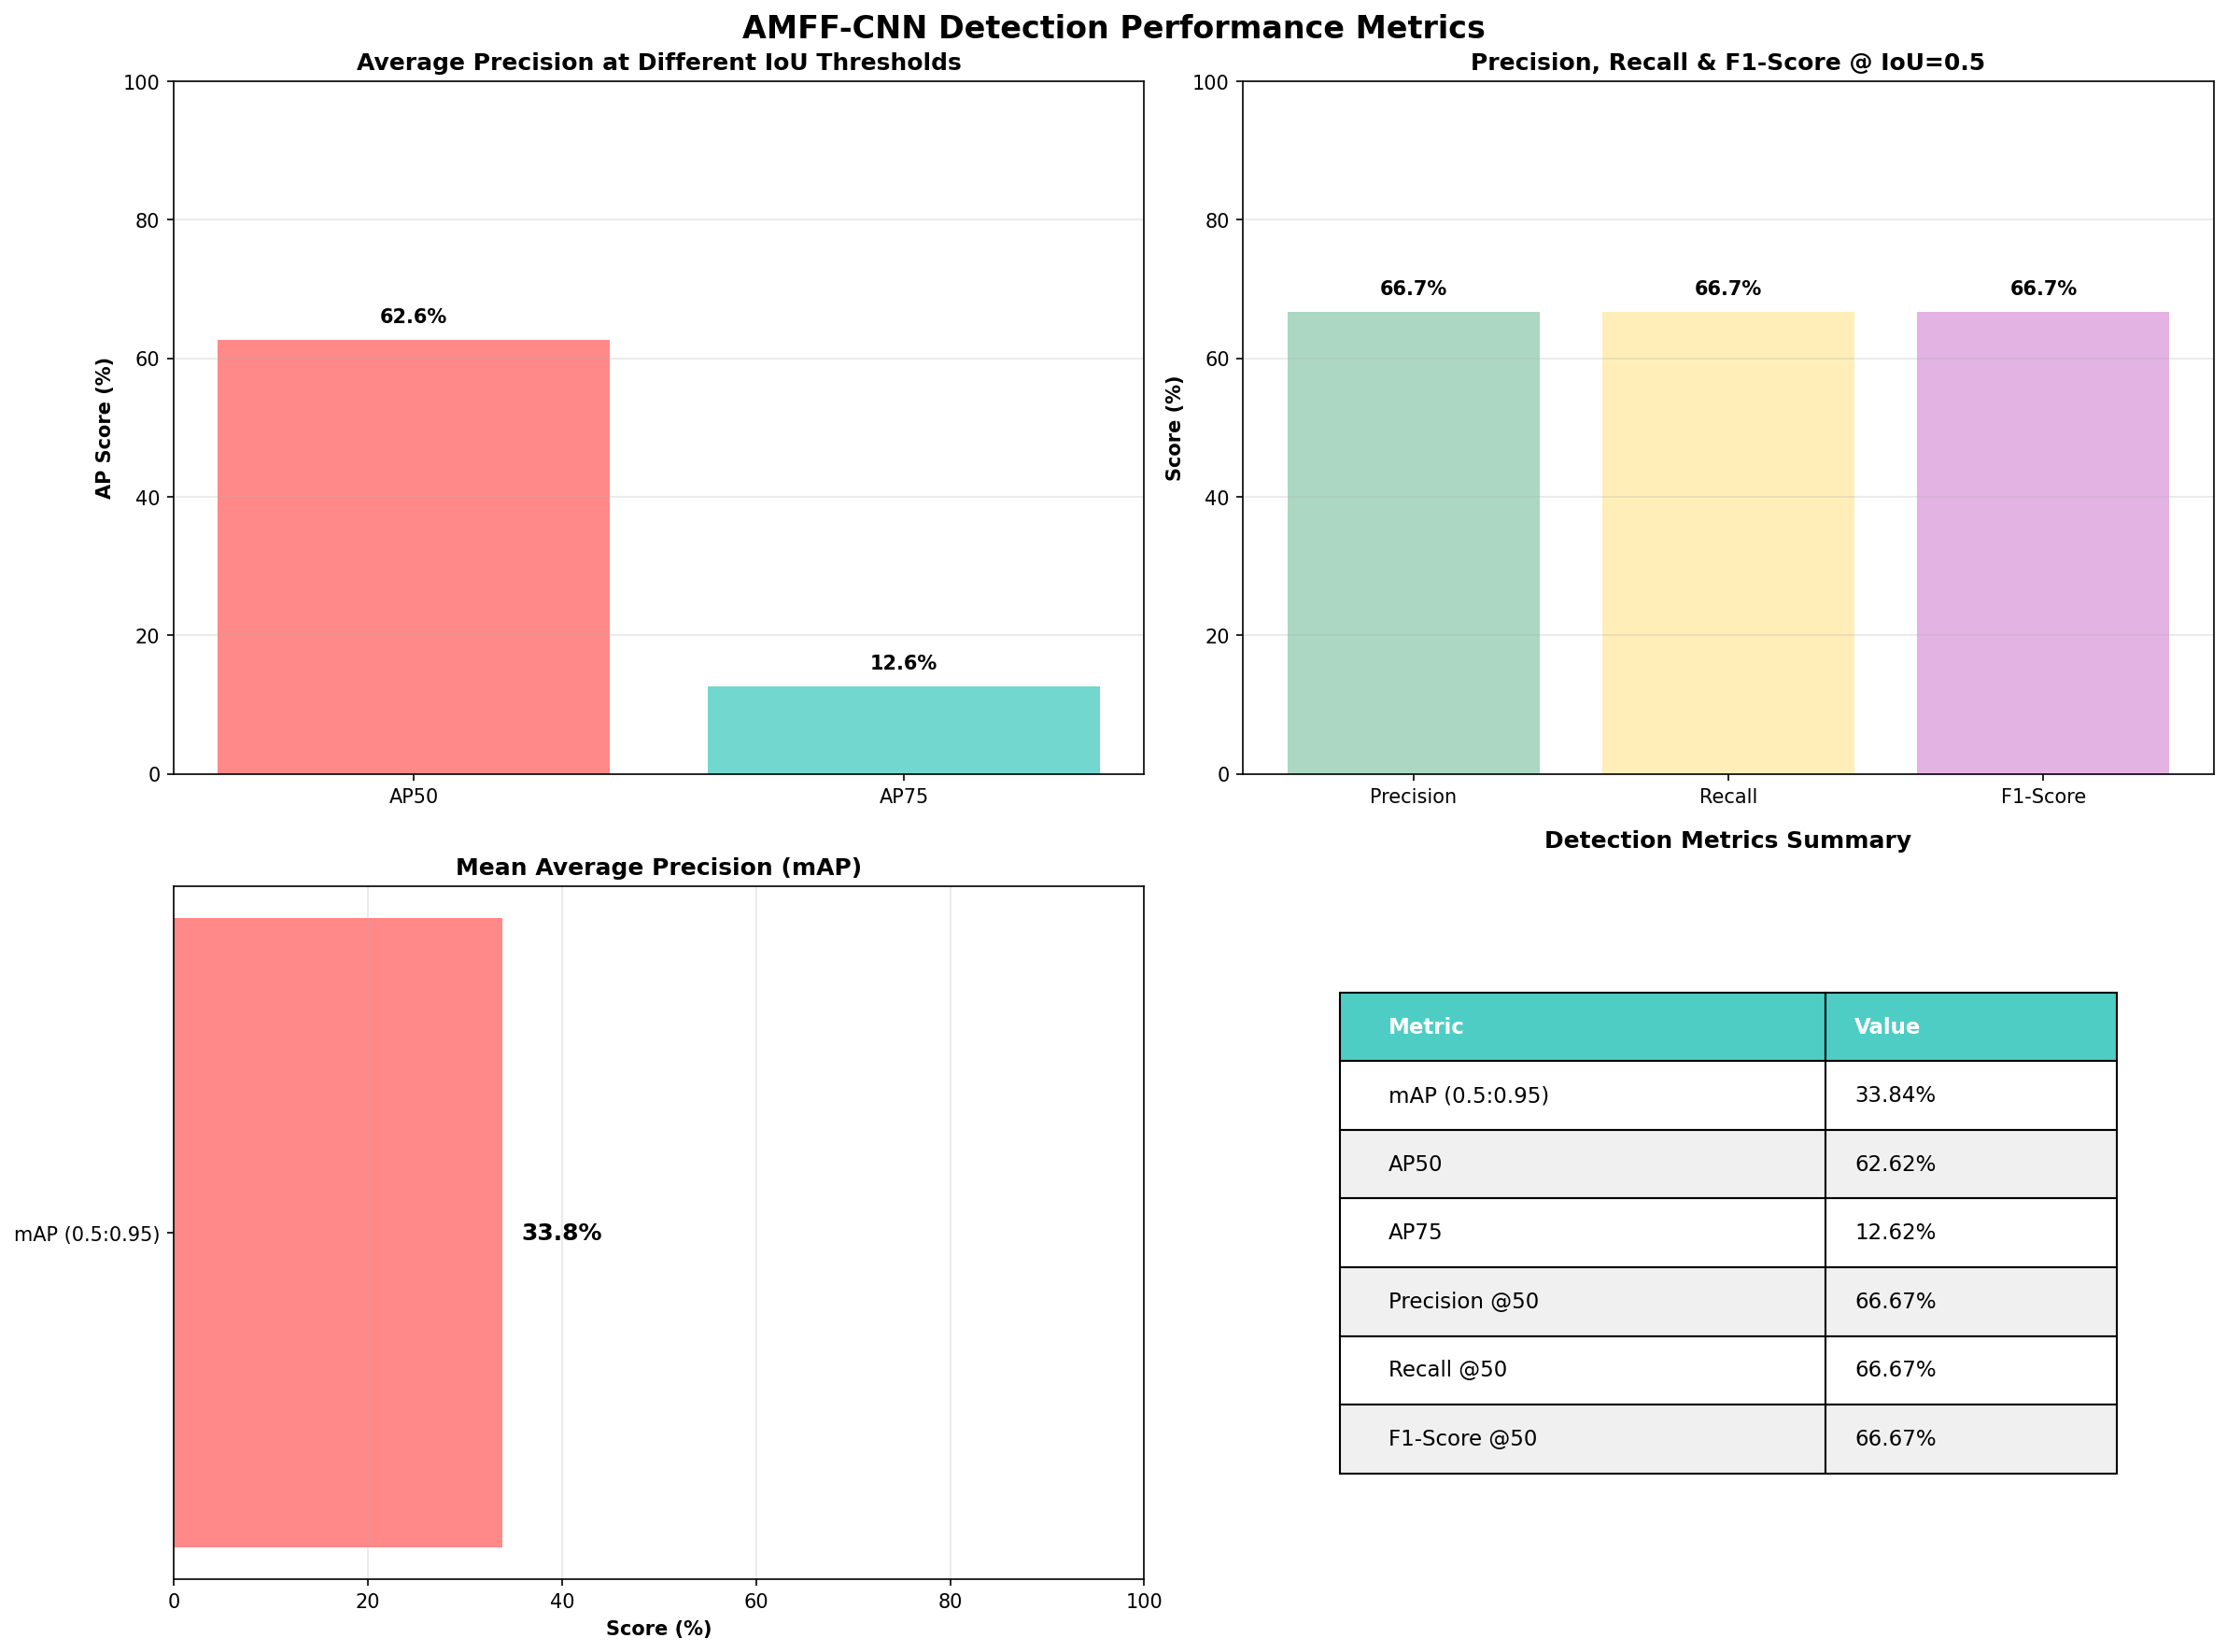 AMFF-CNN Detection Performance Metrics
Average Precision at Different IoU Thresholds
100
80
60
40
20
0
AP Score (%)
62.6%
12.6%
AP50
AP75
Precision, Recall & F1-Score @ IoU=0.5
100
80
60
40
20
0
Score (%)
66.7%
66.7%
66.7%
Precision
Recall
F1-Score
Mean Average Precision (mAP)
mAP (0.5:0.95)
33.8%
0
20
40
60
80
100
Score (%)
Detection Metrics Summary
Metric Value
mAP (0.5:0.95) 33.84%
AP50 62.62%
AP75 12.62%
Precision @50 66.67%
Recall @50 66.67%
F1-Score @50 66.67%